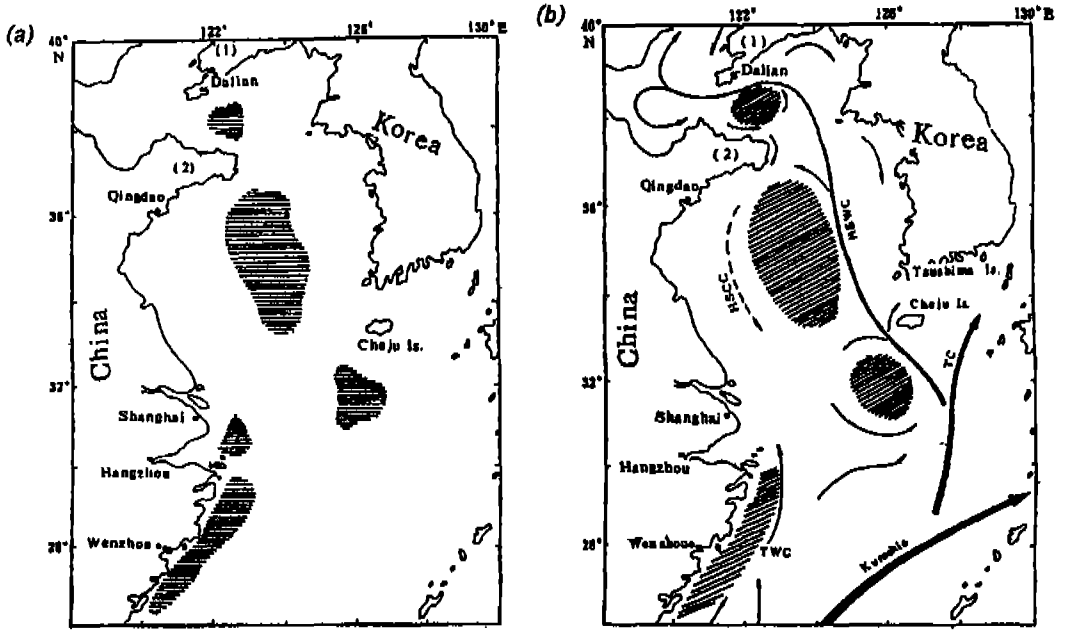 (a)
122°
126°
130° E
40°
N
(1)
Dalian
Korea
(2)
Qingdao
36°
China
Cheju Is.
32°
Shanghai
Hangzhou
Wenzhou
28°
(b)
122°
126°
130° E
40°
N
(1)
Dalian
Korea
(2)
Qingdao
36°
HSWC
HSCC
Tsushima Is.
Cheju Is.
China
TC
32°
Shanghai
Hangzhou
Wenzhou
28°
TWC
Kuroshio